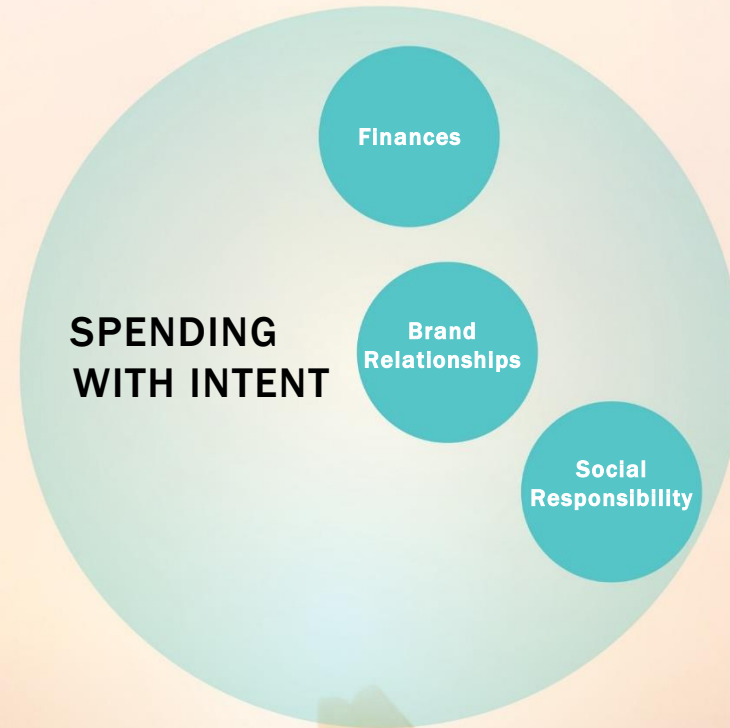 Finances
SPENDING
WITH INTENT
Brand
Relationships
Social
Responsibility